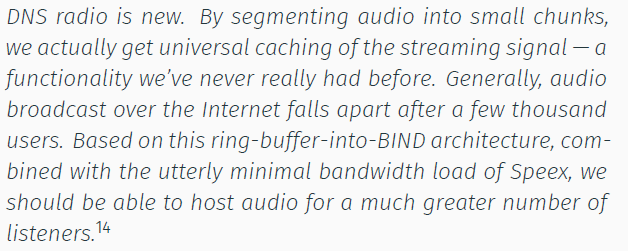 DNS radio is new. By segmenting audio into small chunks,
we actually get universal caching of the streaming signal — a
functionality we've never really had before. Generally, audio
broadcast over the Internet falls apart after a few thousand
users. Based on this ring-buffer-into-BIND architecture, com-
bined with the utterly minimal bandwidth load of Speex, we
should be able to host audio for a much greater number of
listeners.14